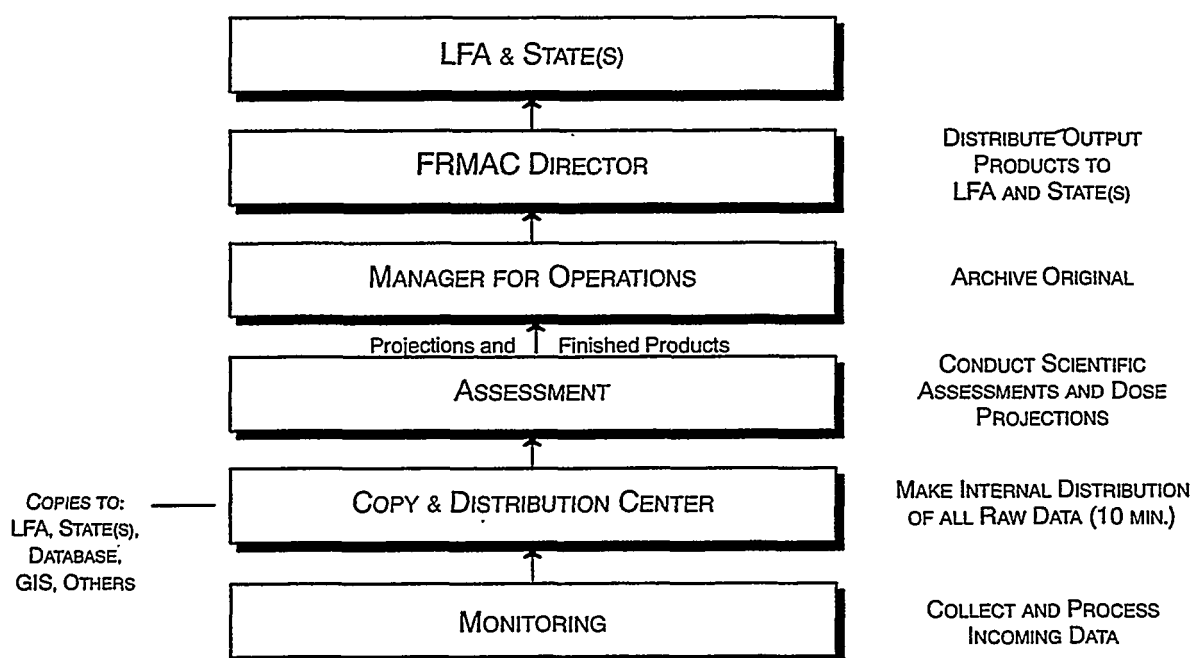 LFA & STATE(S)
FRMAC DIRECTOR
DISTRIBUTE OUTPUT
PRODUCTS TO
LFA AND STATE(S)
MANAGER FOR OPERATIONS
ARCHIVE ORIGINAL
Projections and Finished Products
ASSESSMENT
CONDUCT SCIENTIFIC
ASSESSMENTS AND DOSE
PROJECTIONS
COPIES TO:
LFA, STATE(S),
DATABASE,
GIS, OTHERS
COPY & DISTRIBUTION CENTER
MAKE INTERNAL DISTRIBUTION
OF ALL RAW DATA (10 MIN.)
MONITORING
COLLECT AND PROCESS
INCOMING DATA